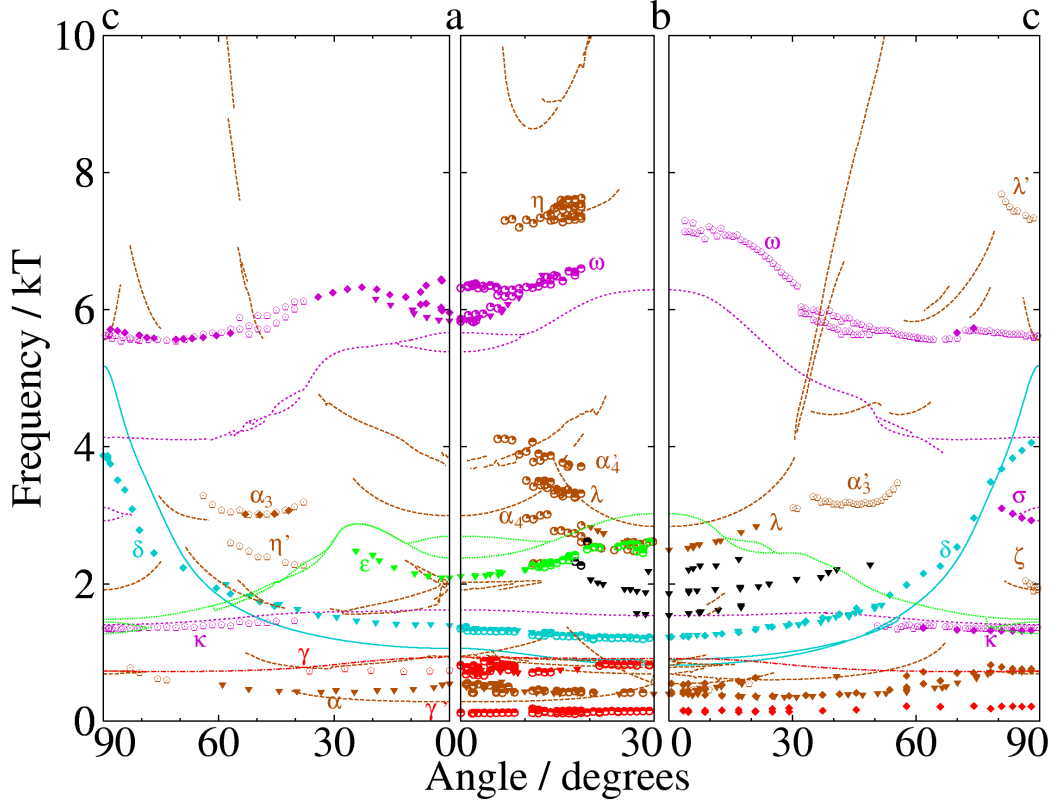 c a b c
10
8
6
4
2
0
Frequency / kT
η
ω
ω
λ’
α₃
η’
δ
ε
κ
γ
α
γ’
α₄’
λ
α₄
λ
α₃’
σ
δ
ζ
κ
90 60 30 0 0 30 0 30 60 90
Angle / degrees